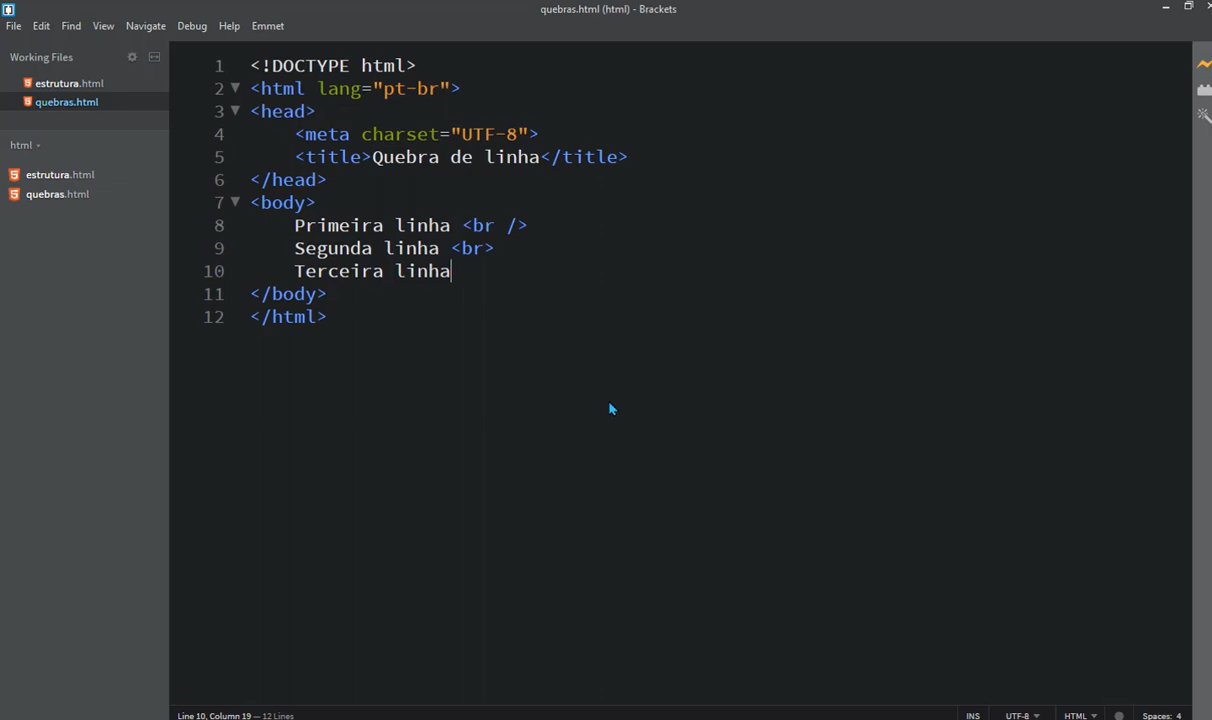 quebras.html (html) - Brackets
File Edit Find View Navigate Debug Help Emmet
Working Files
estrutura.html
quebras.html
html
estrutura.html
quebras.html
1 <!DOCTYPE html>
2 <html lang="pt-br">
3 <head>
4     <meta charset="UTF-8">
5     <title>Quebra de linha</title>
6 </head>
7 <body>
8     Primeira linha <br />
9     Segunda linha <br>
10     Terceira linha
11 </body>
12 </html>
Line 10, Column 19 — 12 Lines INS UTF-8 HTML Spaces: 4